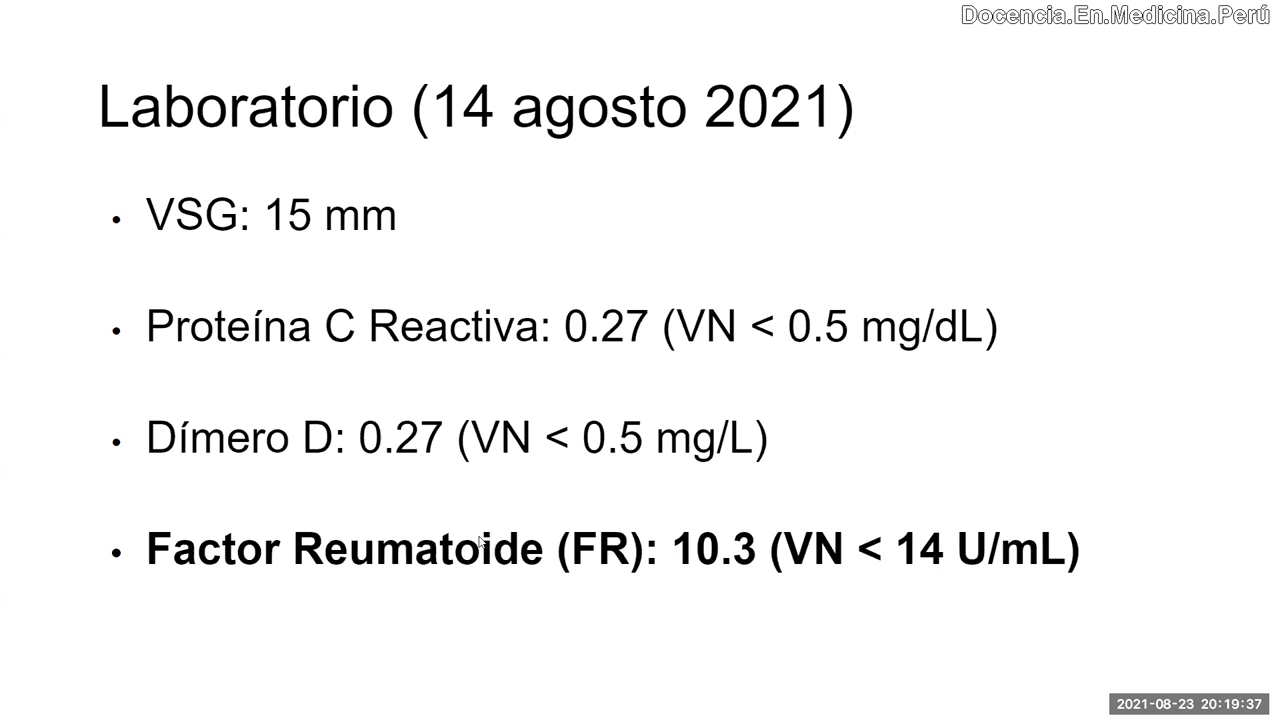 Docencia.En.Medicina.Perú
Laboratorio (14 agosto 2021)
• VSG: 15 mm
• Proteína C Reactiva: 0.27 (VN < 0.5 mg/dL)
• Dímero D: 0.27 (VN < 0.5 mg/L)
• Factor Reumatoide (FR): 10.3 (VN < 14 U/mL)
2021-08-23 20:19:37